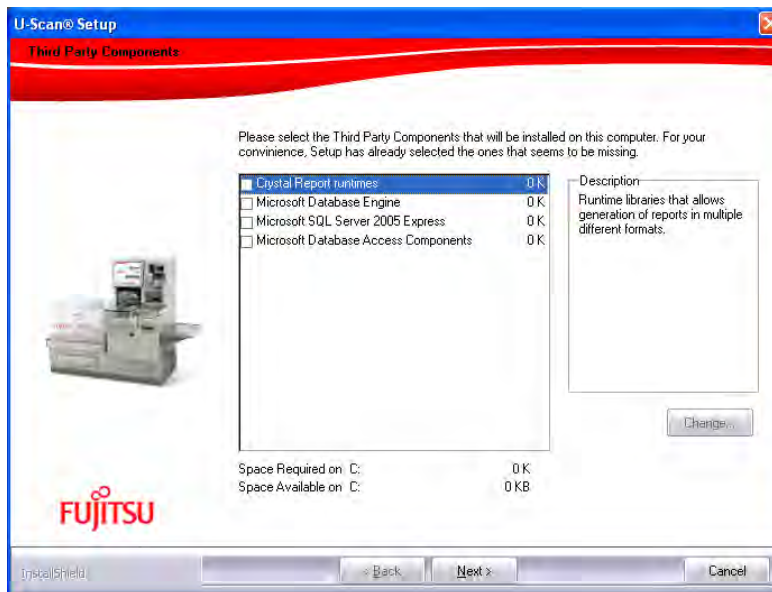 U-Scan® Setup
Third Party Components
Please select the Third Party Components that will be installed on this computer. For your
convinience, Setup has already selected the ones that seems to be missing.
Crystal Report runtimes 0 K
Microsoft Database Engine 0 K
Microsoft SQL Server 2005 Express 0 K
Microsoft Database Access Components 0 K
Description
Runtime libraries that allows
generation of reports in multiple
different formats.
Change...
Space Required on C: 0 K
Space Available on C: 0 KB
FUJITSU
InstallShield
< Back
Next >
Cancel